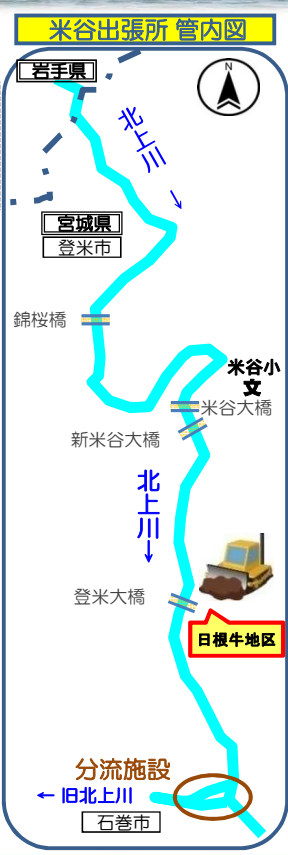 米谷出張所 管内図
岩手県
N
北上川
↓
宮城県
登米市
錦桜橋
米谷小
文
米谷大橋
新米谷大橋
北上川
↓
登米大橋
日根牛地区
分流施設
← 旧北上川
石巻市